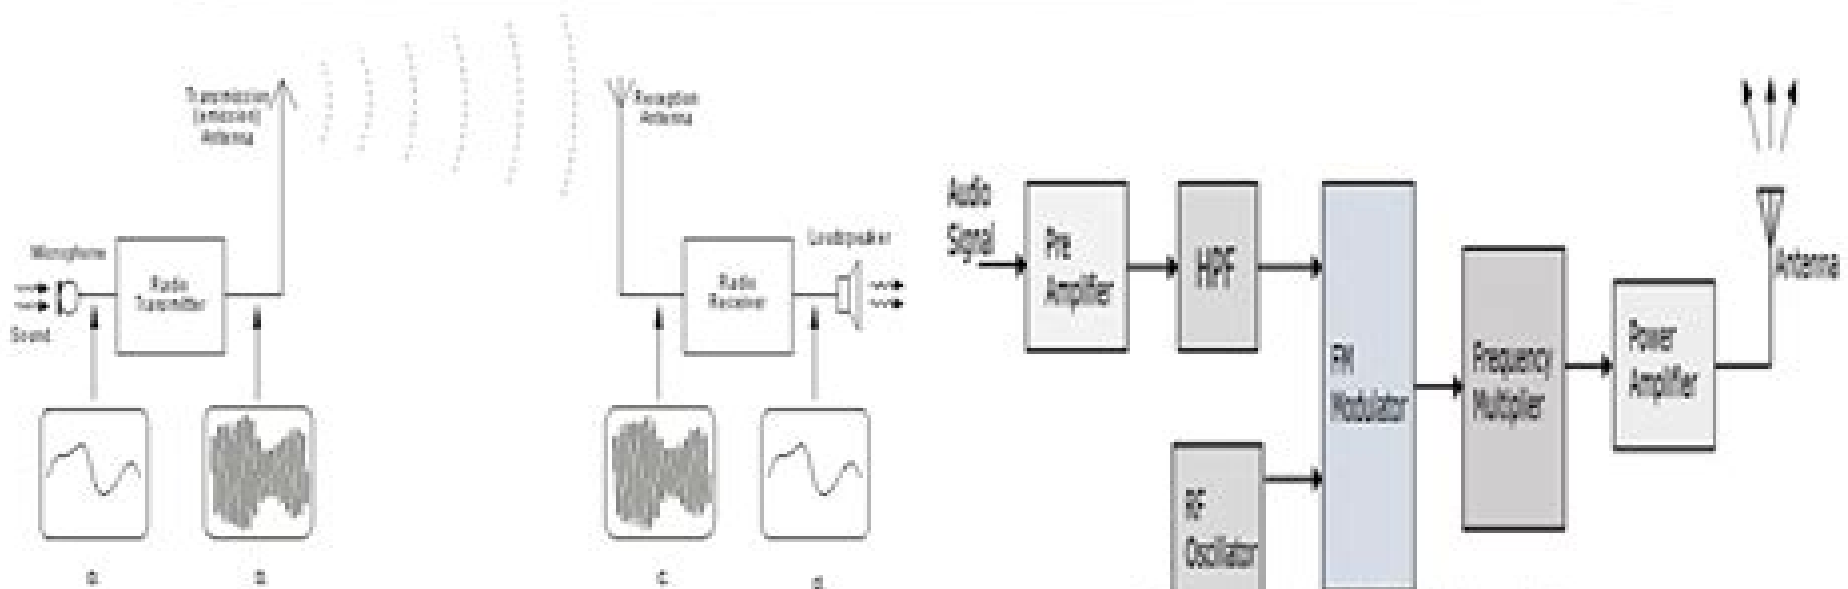 Transmission
(emission)
Antenna
Reception
Antenna
Microphone
Radio
Transmitter
Sound
Radio
Receiver
Loudspeaker
c
d
Audio
Signal
Pre
Amplifier
HPF
FM
Modulator
RF
Oscillator
Frequency
Multiplier
Power
Amplifier
Antenna